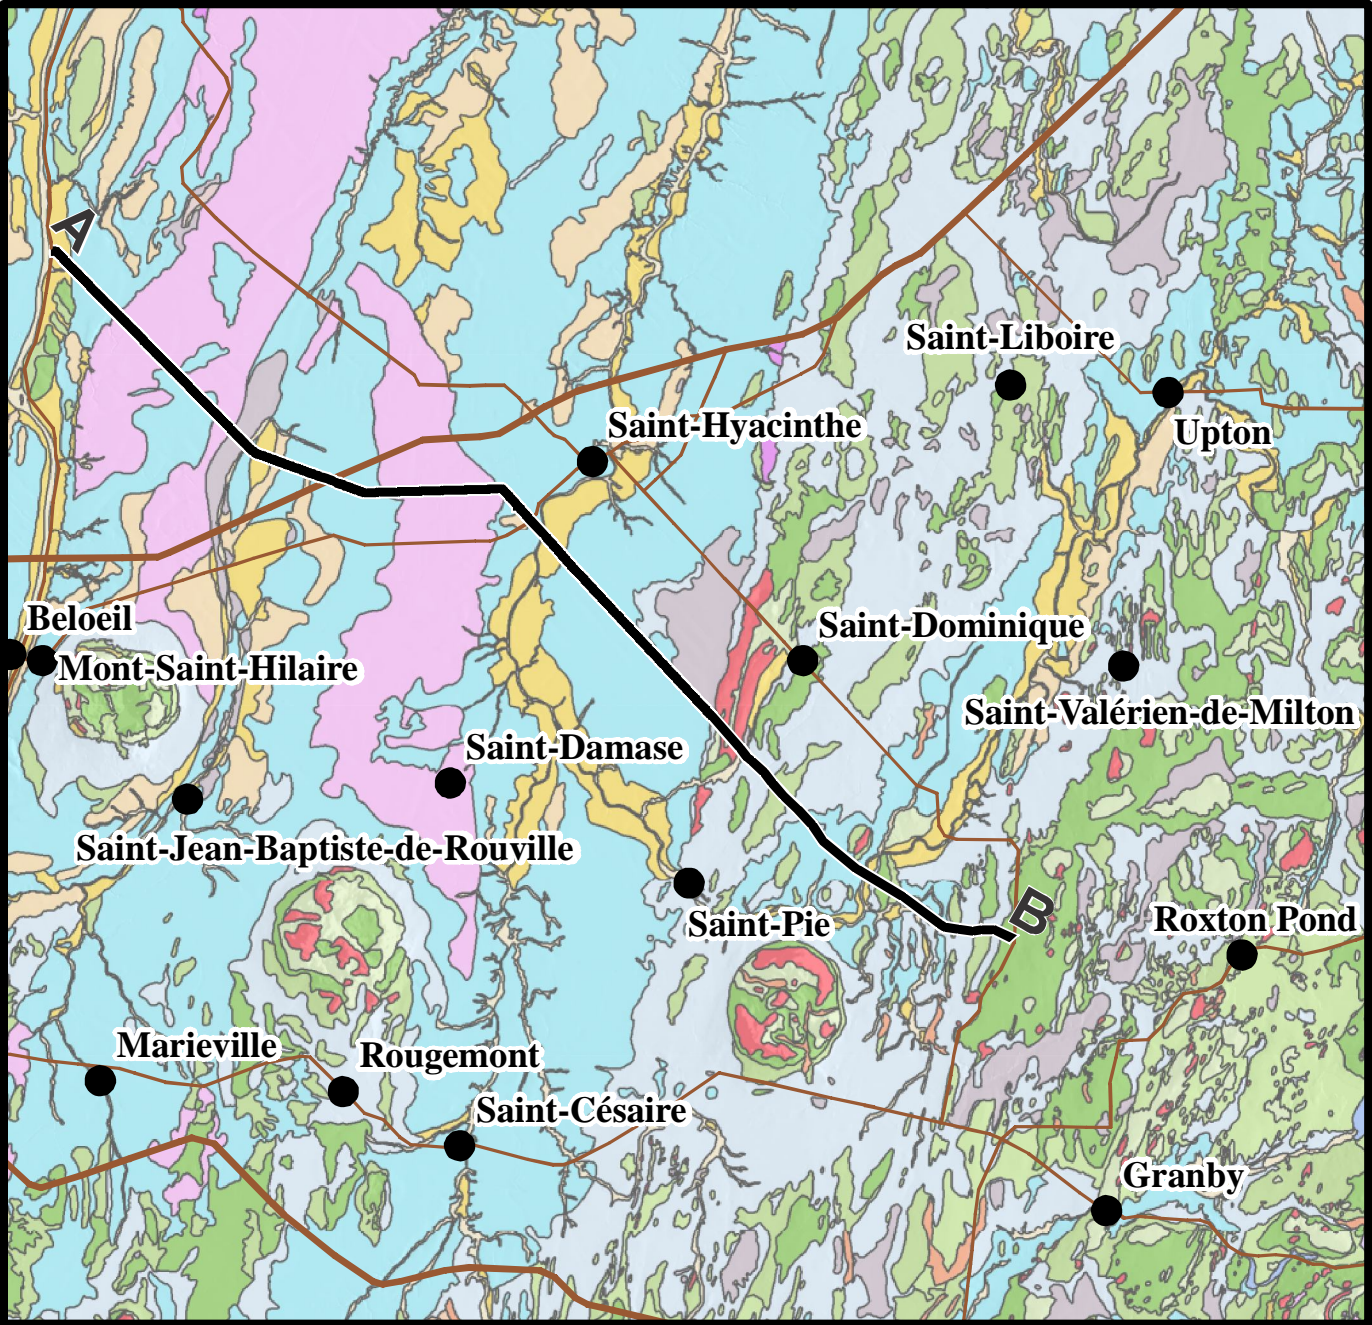 A
Saint-Liboire
Saint-Hyacinthe
Upton
Beloeil
Saint-Dominique
Mont-Saint-Hilaire
Saint-Valérien-de-Milton
Saint-Damase
Saint-Jean-Baptiste-de-Rouville
B
Saint-Pie
Roxton Pond
Marieville
Rougemont
Saint-Césaire
Granby